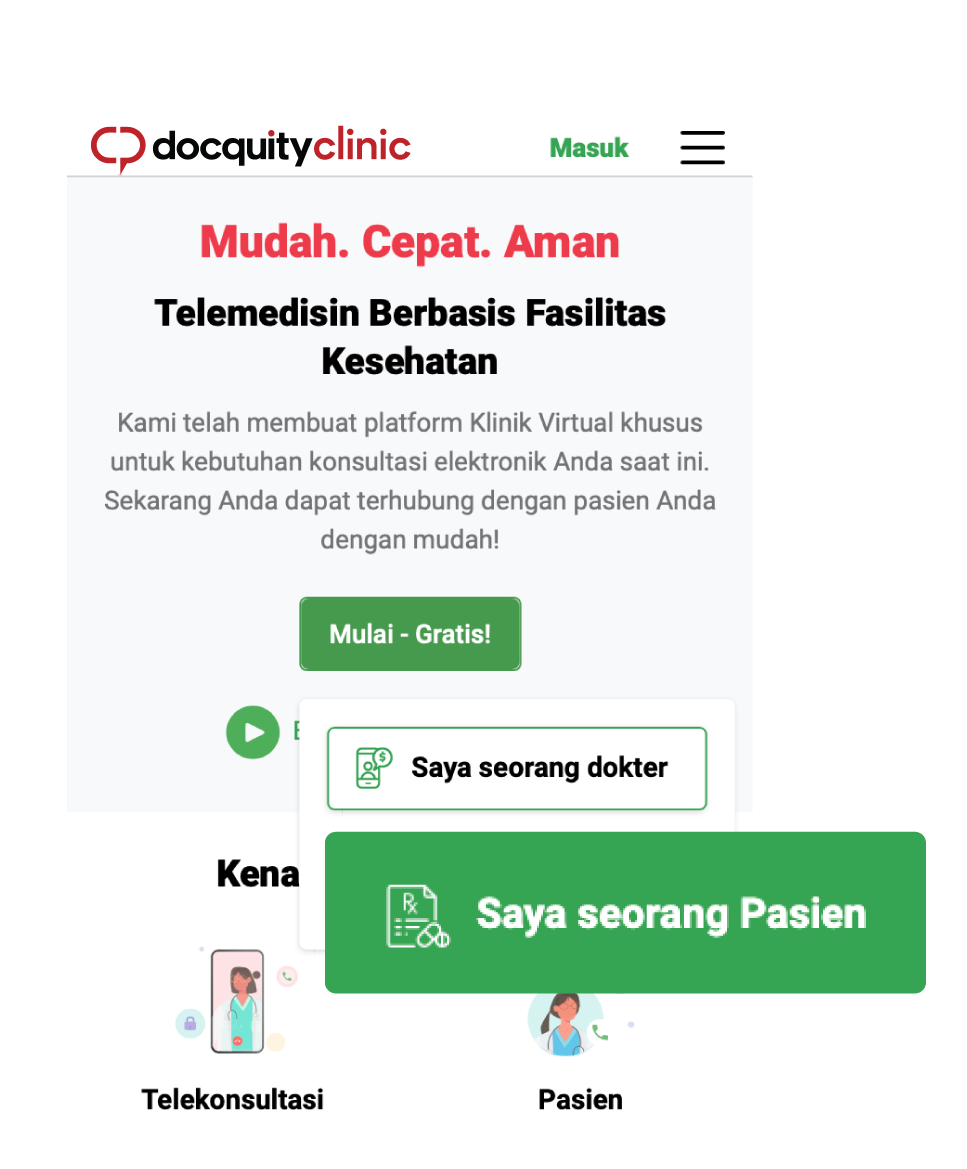 docquityclinic
Masuk
Mudah. Cepat. Aman
Telemedisin Berbasis Fasilitas
Kesehatan
Kami telah membuat platform Klinik Virtual khusus
untuk kebutuhan konsultasi elektronik Anda saat ini.
Sekarang Anda dapat terhubung dengan pasien Anda
dengan mudah!
Mulai - Gratis!
Saya seorang dokter
Kena
Rx
Saya seorang Pasien
Telekonsultasi
Pasien